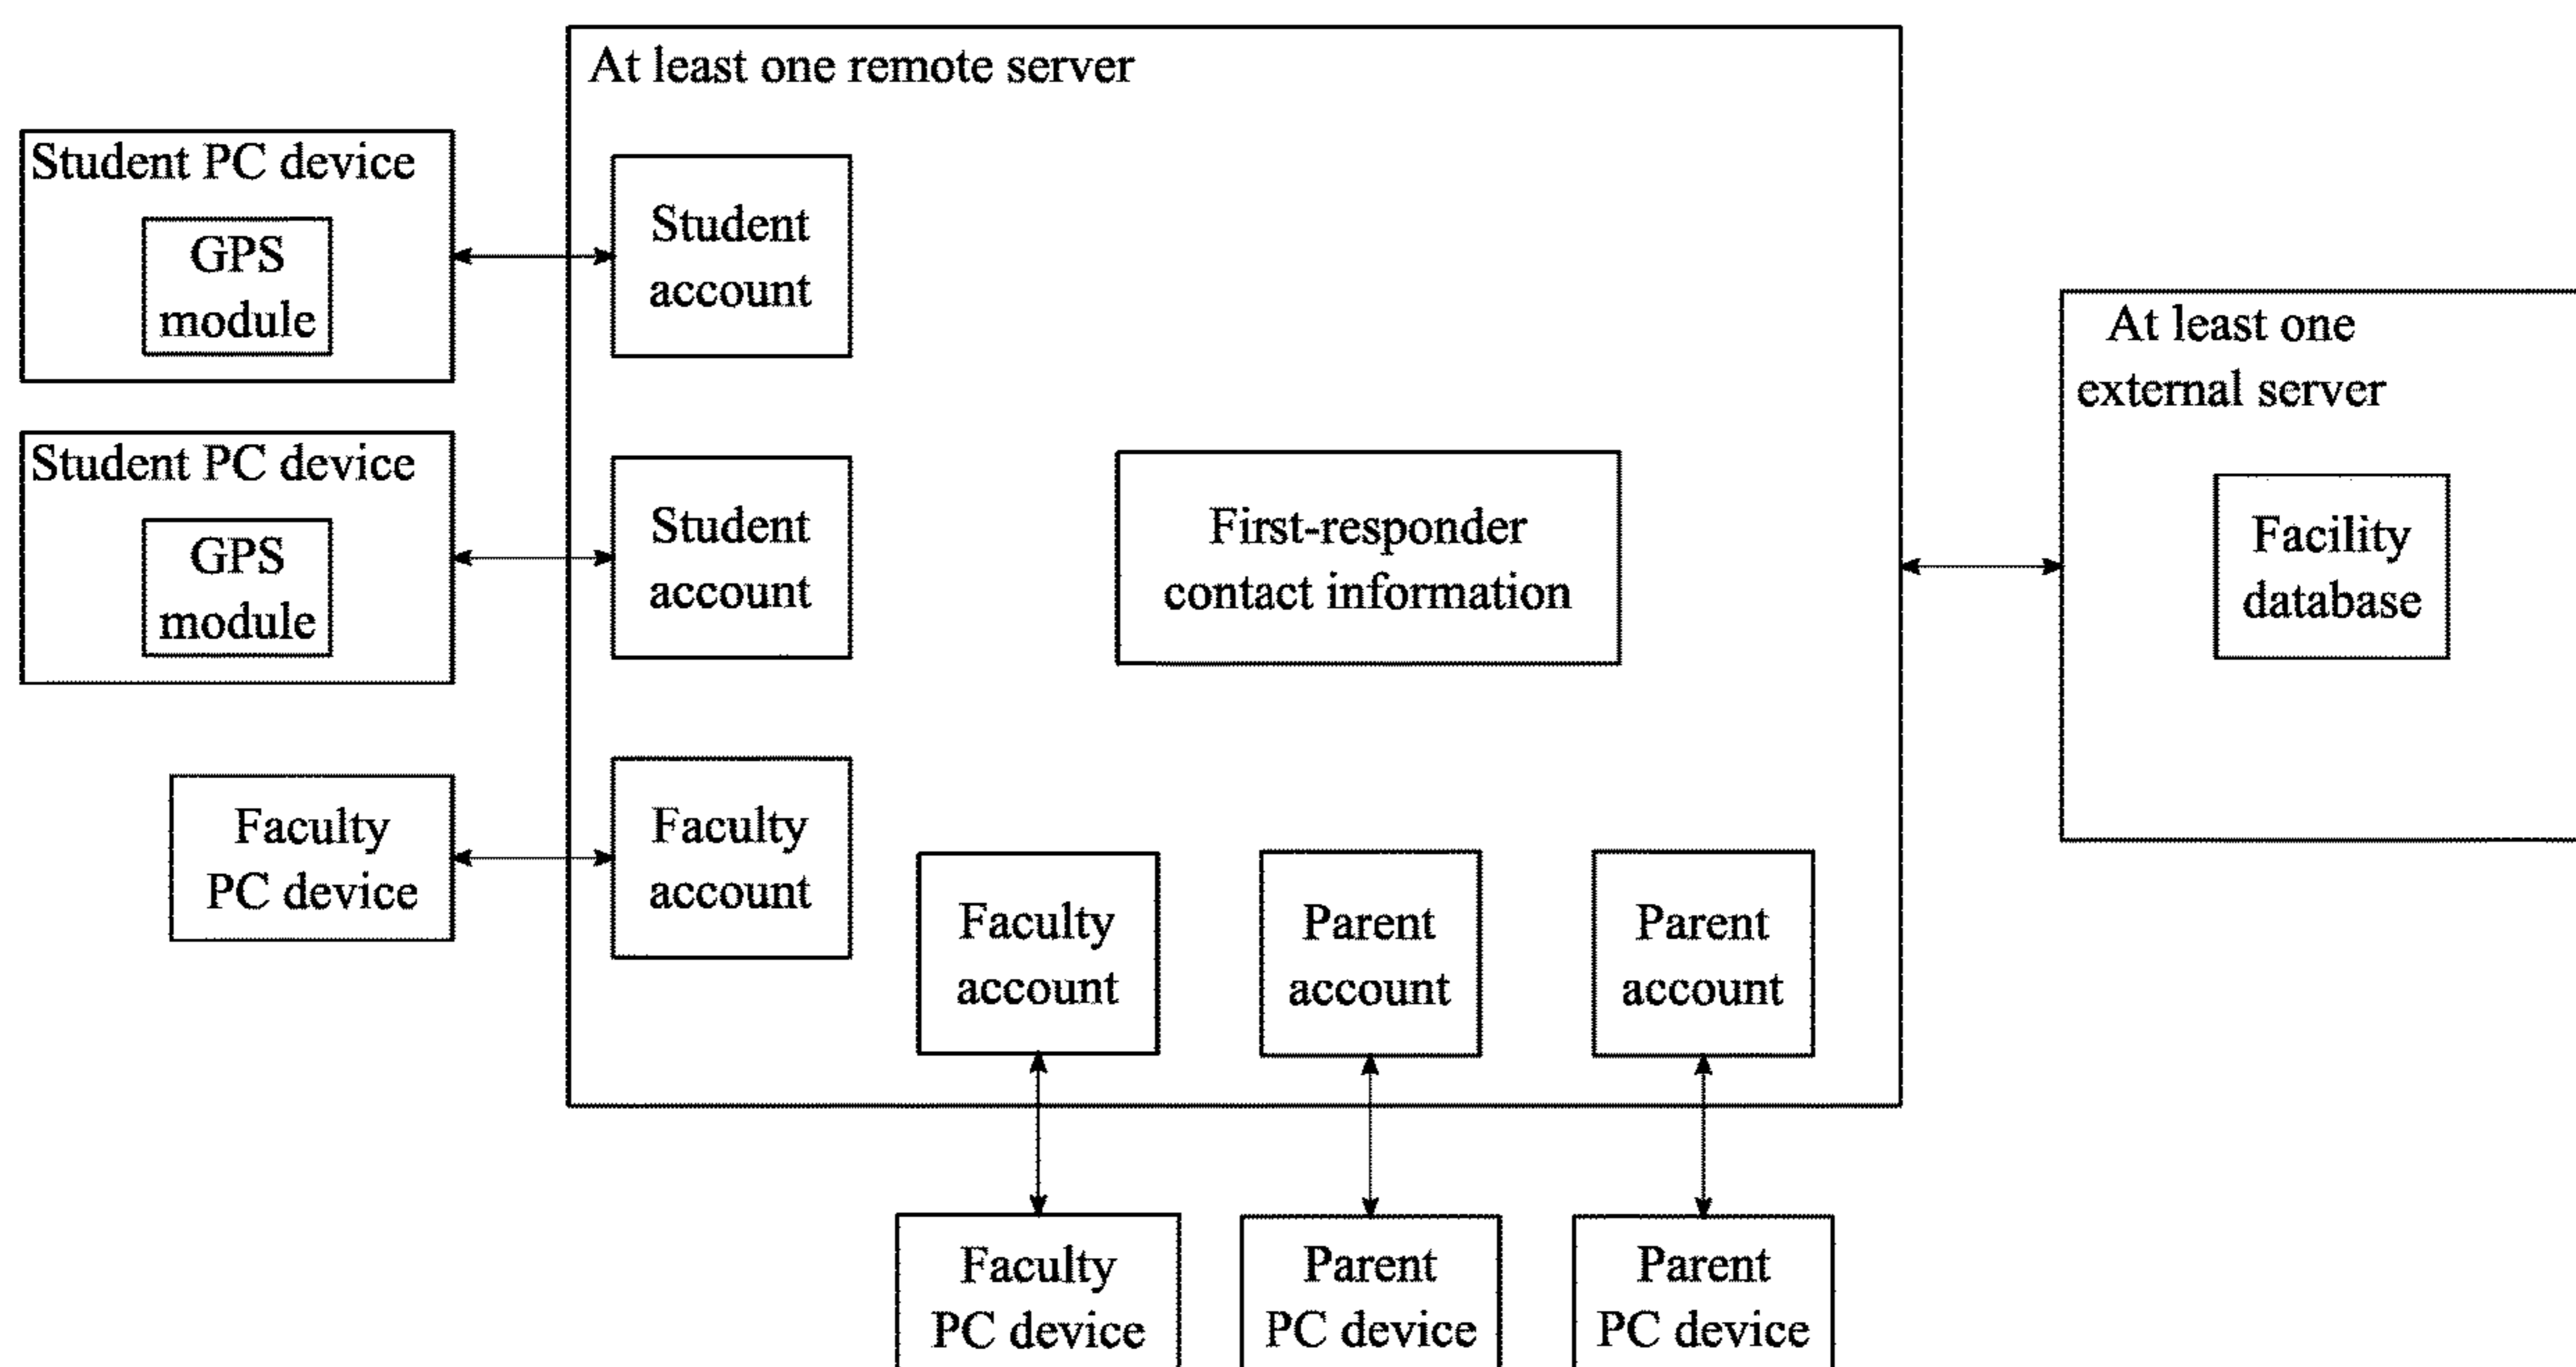 At least one remote server
Student PC device
GPS
module
Student
account
Student PC device
GPS
module
Student
account
First-responder
contact information
At least one
external server
Facility
database
Faculty
PC device
Faculty
account
Faculty
account
Parent
account
Parent
account
Faculty
PC device
Parent
PC device
Parent
PC device